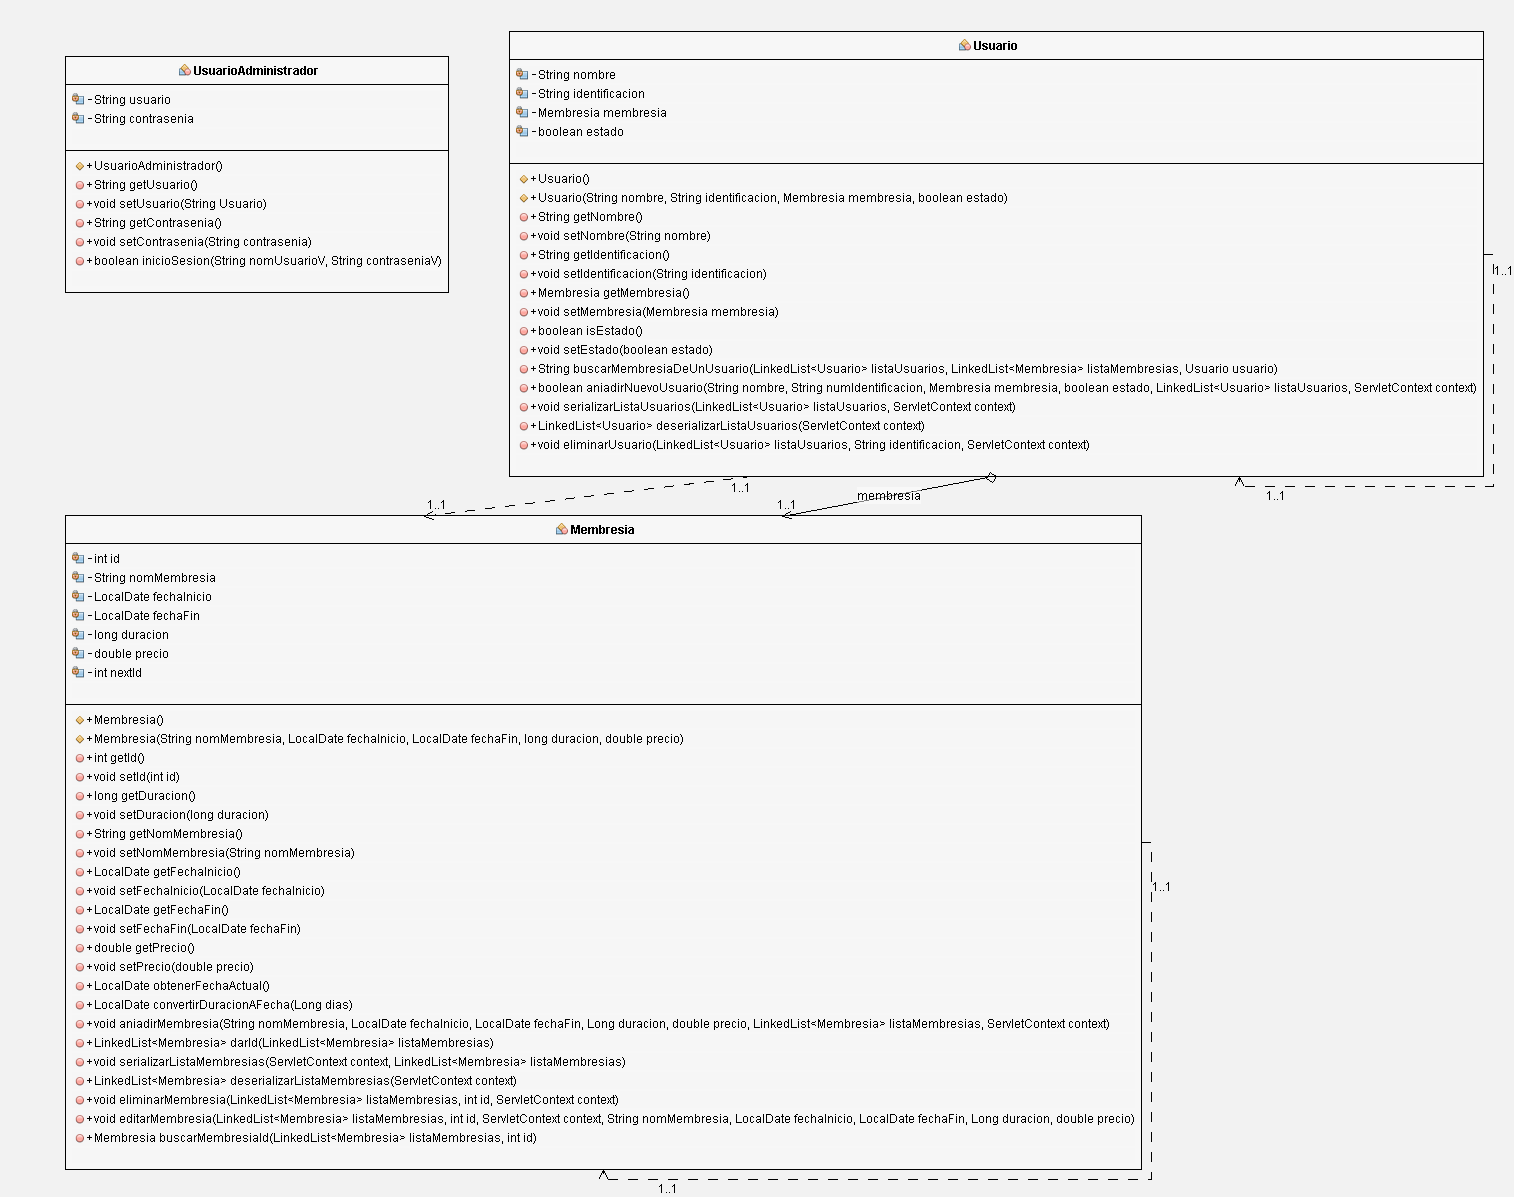 UsuarioAdministrador
-String usuario
-String contrasenia
+UsuarioAdministrador()
+String getUsuario()
+void setUsuario(String Usuario)
+String getContrasenia()
+void setContrasenia(String contrasenia)
+boolean inicioSesion(String nomUsuarioV, String contraseniaV)
Usuario
-String nombre
-String identificacion
-Membresia membresia
-boolean estado
+Usuario()
+Usuario(String nombre, String identificacion, Membresia membresia, boolean estado)
+String getNombre()
+void setNombre(String nombre)
+String getIdentificacion()
+void setIdentificacion(String identificacion)
+Membresia getMembresia()
+void setMembresia(Membresia membresia)
+boolean isEstado()
+void setEstado(boolean estado)
+String buscarMembresiaDeUnUsuario(LinkedList<Usuario> listaUsuarios, LinkedList<Membresia> listaMembresias, Usuario usuario)
+boolean aniadirNuevoUsuario(String nombre, String numIdentificacion, Membresia membresia, boolean estado, LinkedList<Usuario> listaUsuarios, ServletContext context)
+void serializarListaUsuarios(LinkedList<Usuario> listaUsuarios, ServletContext context)
+LinkedList<Usuario> deserializarListaUsuarios(ServletContext context)
+void eliminarUsuario(LinkedList<Usuario> listaUsuarios, String identificacion, ServletContext context)
1..1
1..1
1..1
1..1
membresia
1..1
Membresia
-int id
-String nomMembresia
-LocalDate fechaInicio
-LocalDate fechaFin
-long duracion
-double precio
-int nextId
+Membresia()
+Membresia(String nomMembresia, LocalDate fechaInicio, LocalDate fechaFin, long duracion, double precio)
+int getId()
+void setId(int id)
+long getDuracion()
+void setDuracion(long duracion)
+String getNomMembresia()
+void setNomMembresia(String nomMembresia)
+LocalDate getFechaInicio()
+void setFechaInicio(LocalDate fechaInicio)
+LocalDate getFechaFin()
+void setFechaFin(LocalDate fechaFin)
+double getPrecio()
+void setPrecio(double precio)
+LocalDate obtenerFechaActual()
+LocalDate convertirDuracionAFecha(Long dias)
+void aniadirMembresia(String nomMembresia, LocalDate fechaInicio, LocalDate fechaFin, Long duracion, double precio, LinkedList<Membresia> listaMembresias, ServletContext context)
+LinkedList<Membresia> darId(LinkedList<Membresia> listaMembresias)
+void serializarListaMembresias(ServletContext context, LinkedList<Membresia> listaMembresias)
+LinkedList<Membresia> deserializarListaMembresias(ServletContext context)
+void eliminarMembresia(LinkedList<Membresia> listaMembresias, int id, ServletContext context)
+void editarMembresia(LinkedList<Membresia> listaMembresias, int id, ServletContext context, String nomMembresia, LocalDate fechaInicio, LocalDate fechaFin, Long duracion, double precio)
+Membresia buscarMembresiaId(LinkedList<Membresia> listaMembresias, int id)
1..1
1..1